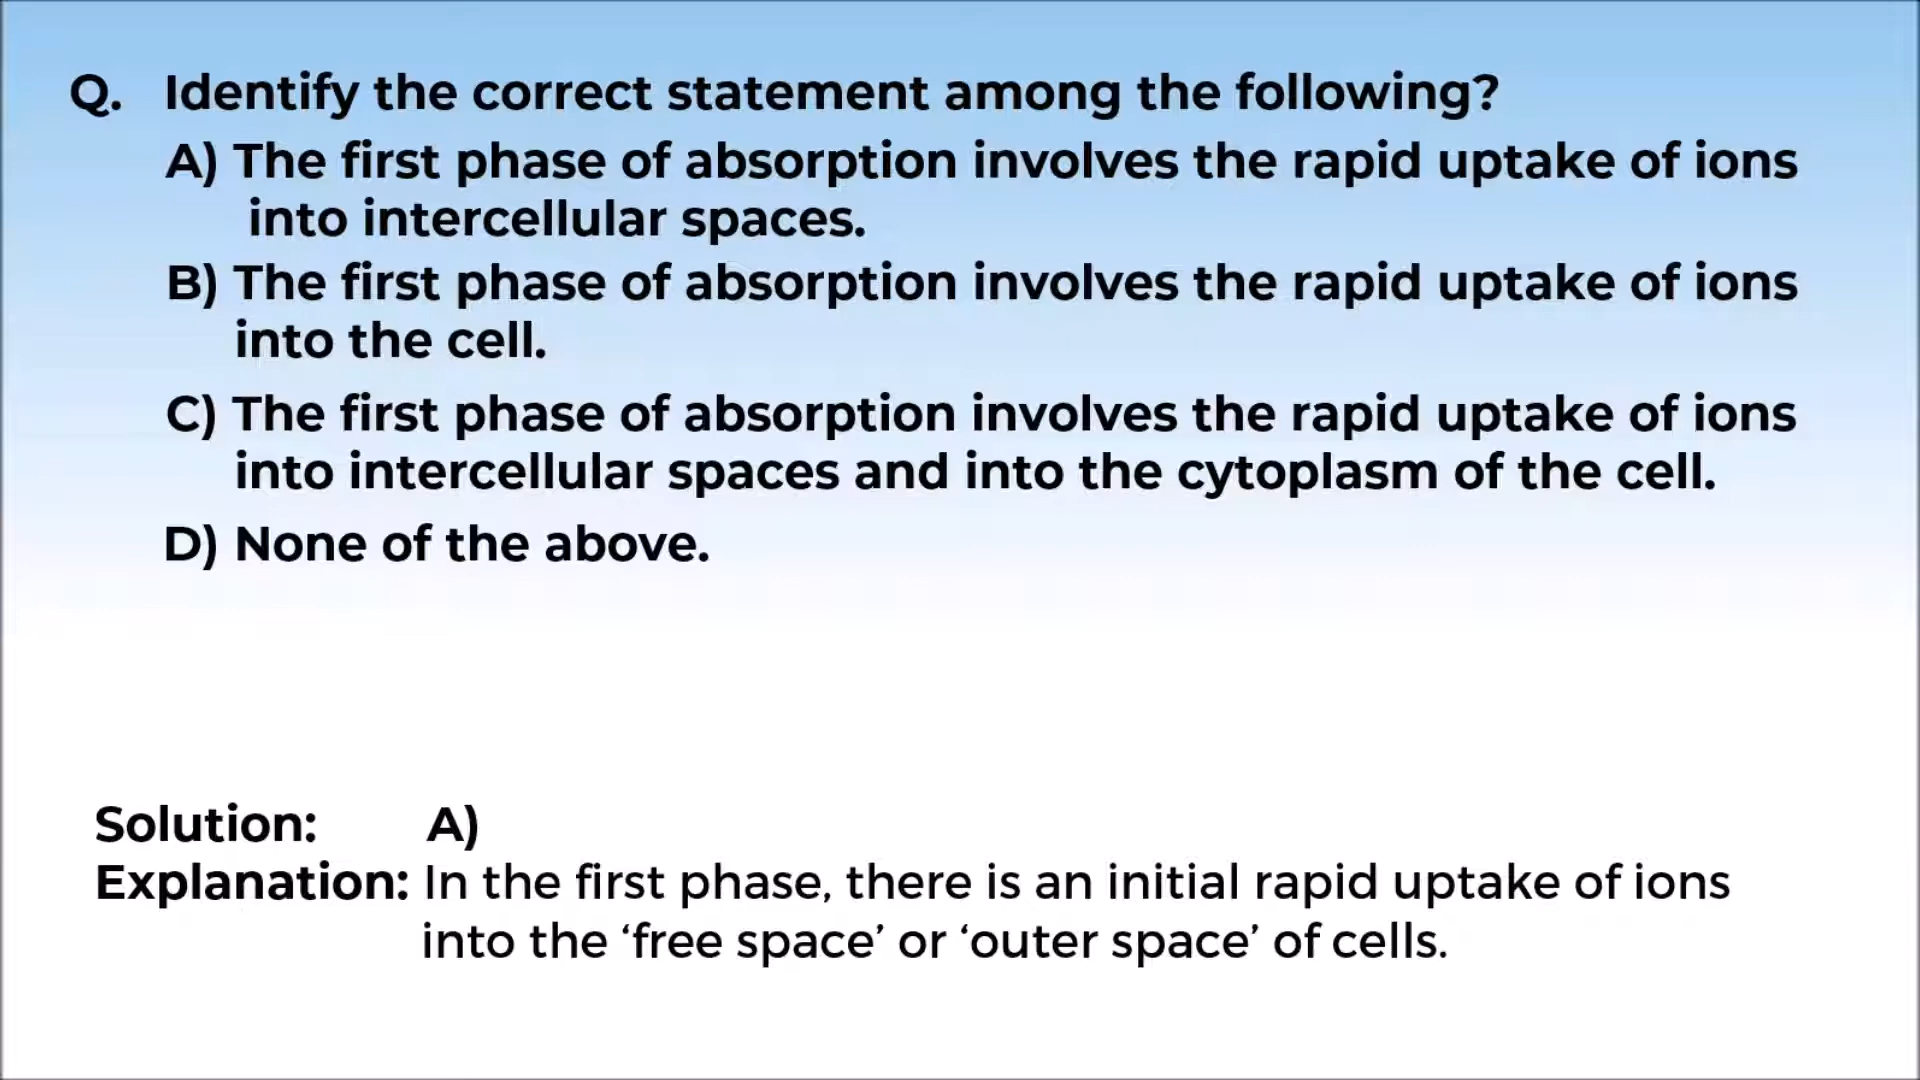 Q. Identify the correct statement among the following?
A) The first phase of absorption involves the rapid uptake of ions
into intercellular spaces.
B) The first phase of absorption involves the rapid uptake of ions
into the cell.
C) The first phase of absorption involves the rapid uptake of ions
into intercellular spaces and into the cytoplasm of the cell.
D) None of the above.
Solution: A)
Explanation: In the first phase, there is an initial rapid uptake of ions
into the ‘free space’ or ‘outer space’ of cells.